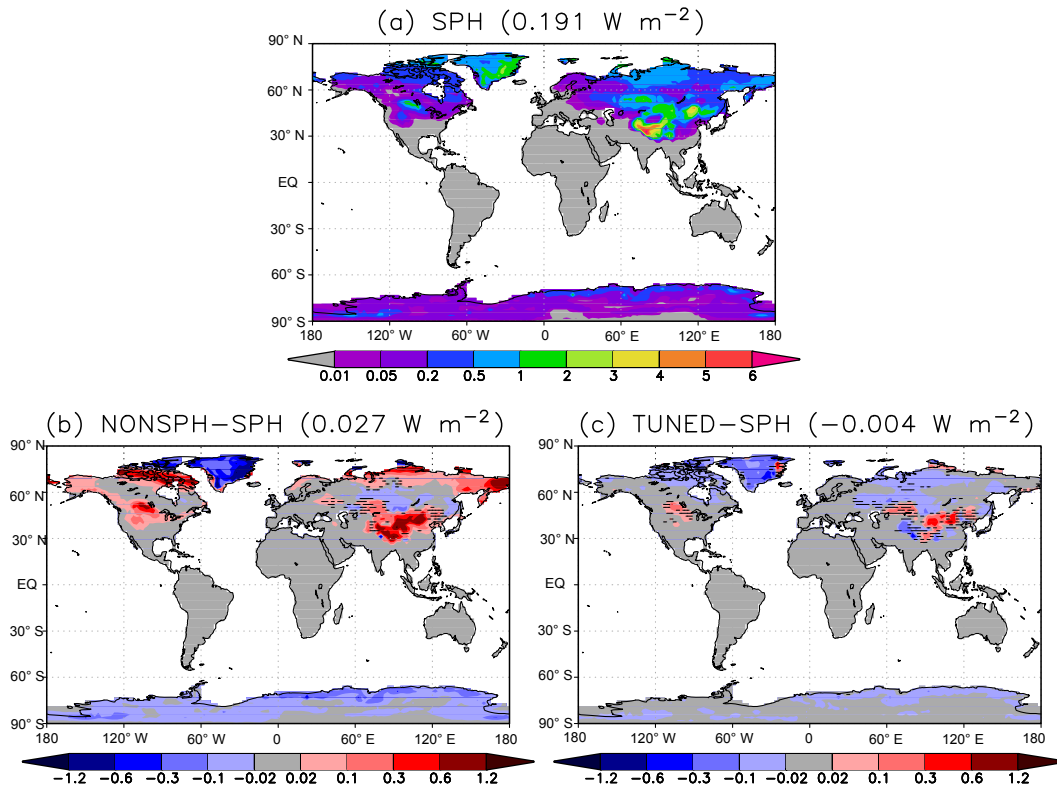 (a) SPH (0.191 W m⁻²)
90° N
60° N
30° N
EQ
30° S
60° S
90° S
180 120° W 60° W 0 60° E 120° E 180
0.01 0.05 0.2 0.5 1 2 3 4 5 6
(b) NONSPH−SPH (0.027 W m⁻²)
90° N
60° N
30° N
EQ
30° S
60° S
90° S
180 120° W 60° W 0 60° E 120° E 180
−1.2 −0.6 −0.3 −0.1 −0.02 0.02 0.1 0.3 0.6 1.2
(c) TUNED−SPH (−0.004 W m⁻²)
90° N
60° N
30° N
EQ
30° S
60° S
90° S
180 120° W 60° W 0 60° E 120° E 180
−1.2 −0.6 −0.3 −0.1 −0.02 0.02 0.1 0.3 0.6 1.2